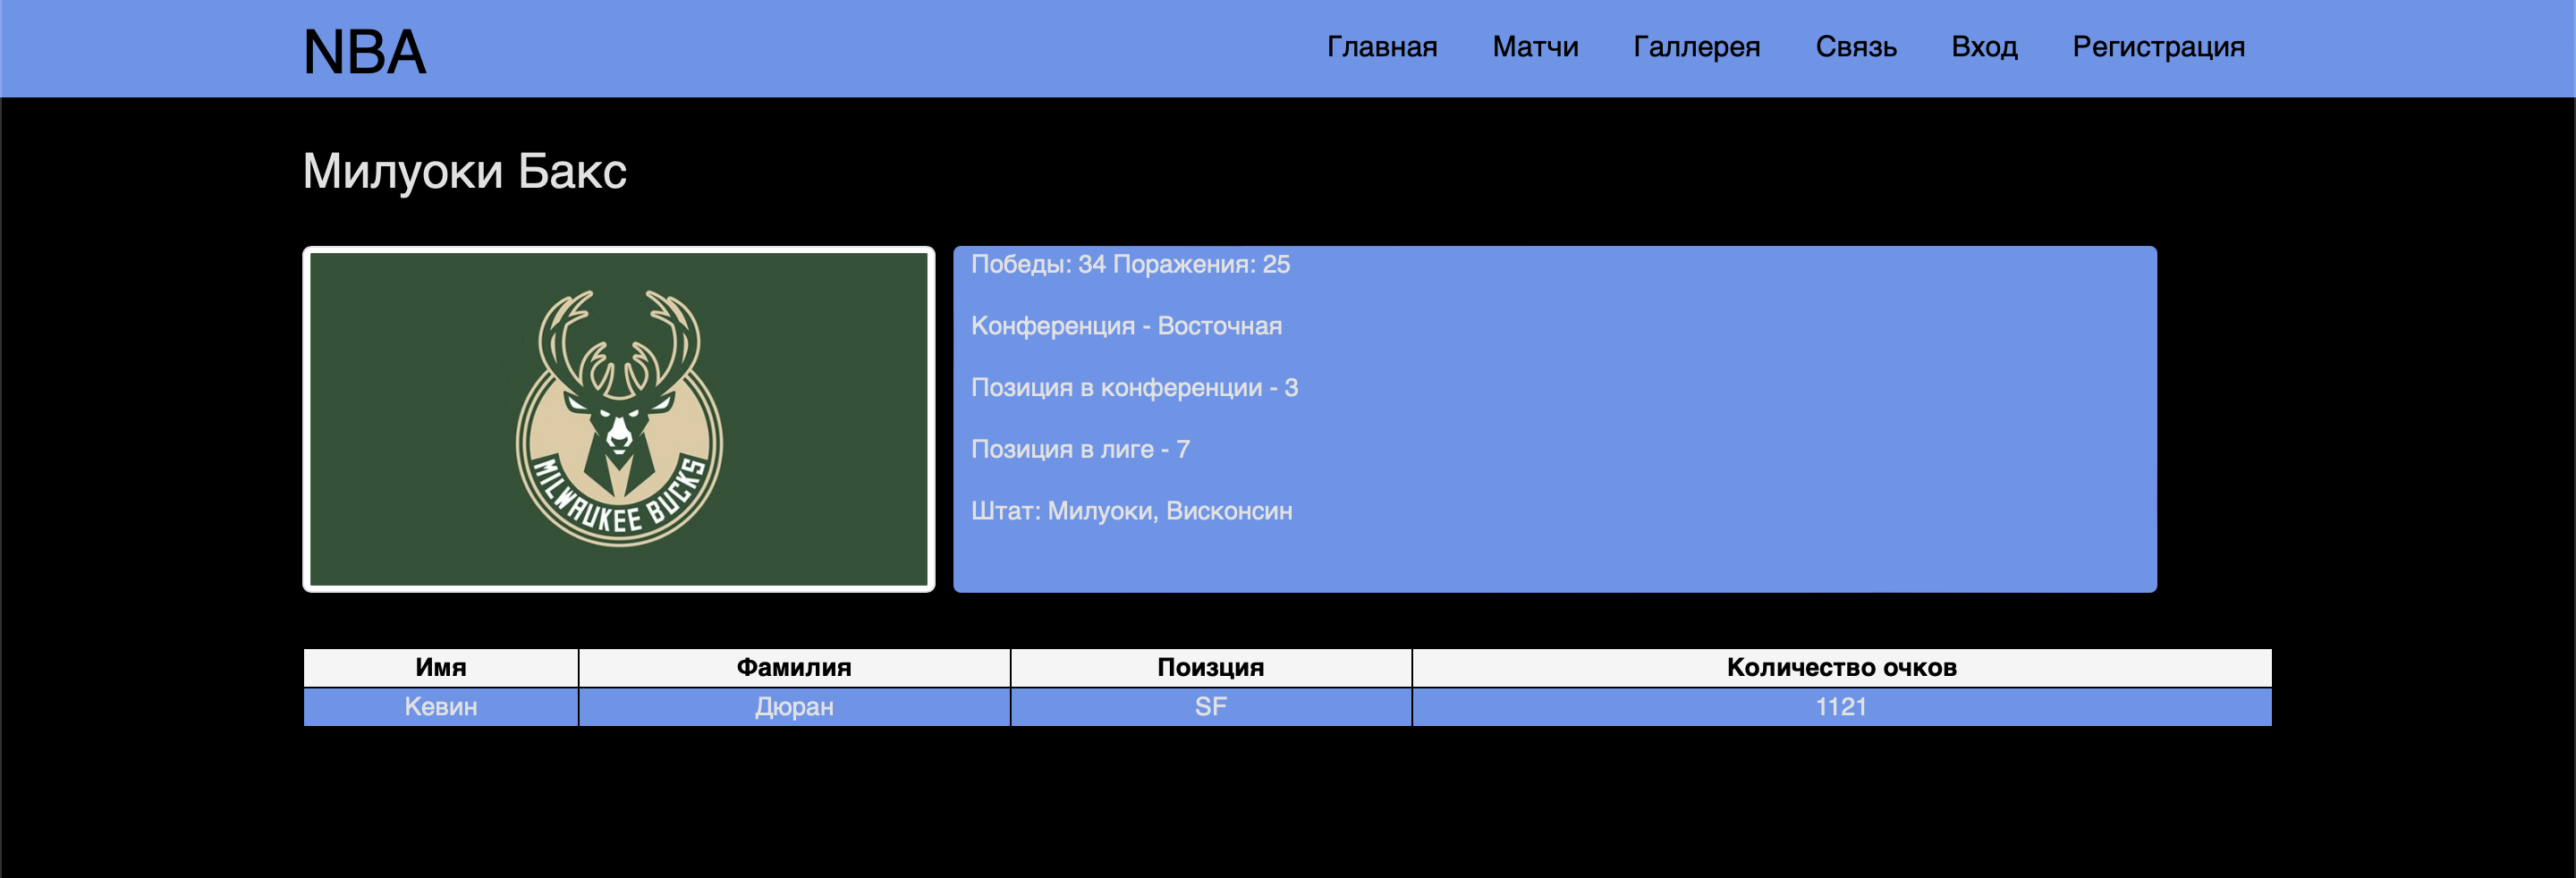 NBA Главная Матчи Галлерея Связь Вход Регистрация
Милуоки Бакс
MILWAUKEE BUCKS
Победы: 34 Поражения: 25
Конференция - Восточная
Позиция в конференции - 3
Позиция в лиге - 7
Штат: Милуоки, Висконсин
Имя Фамилия Поизция Количество очков
Кевин Дюран SF 1121